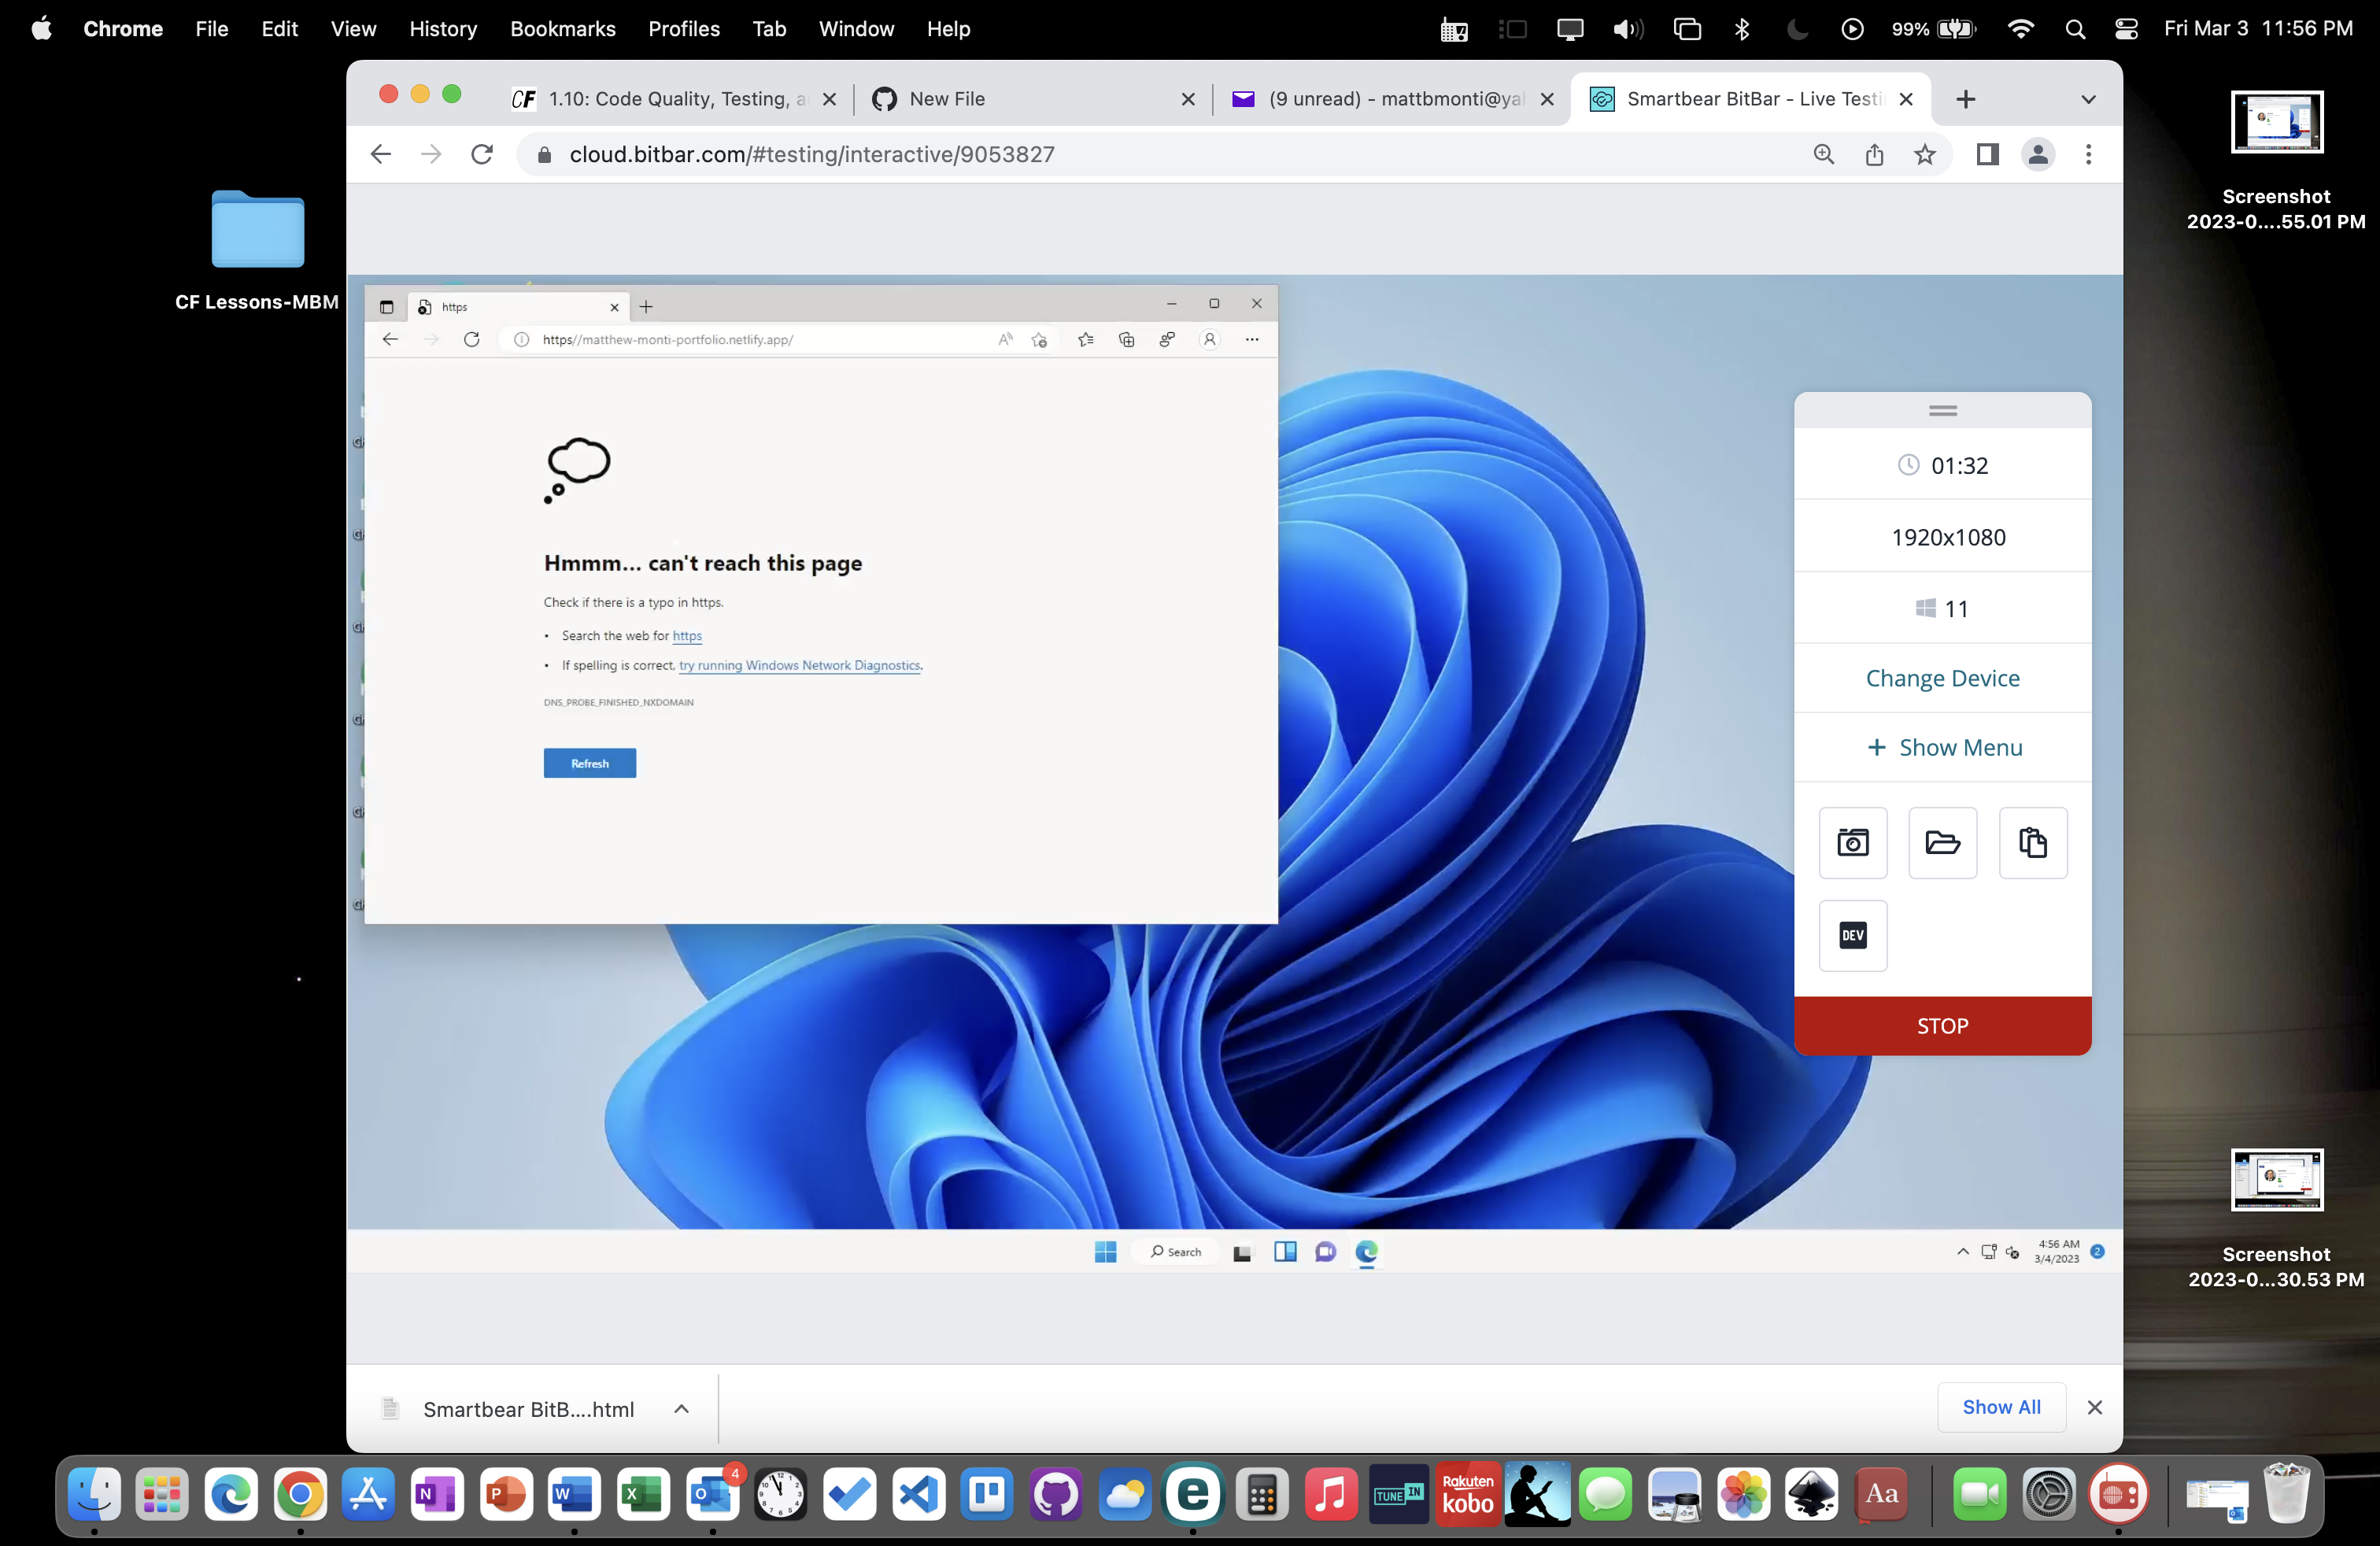 Chrome File Edit View History Bookmarks Profiles Tab Window Help
99% Fri Mar 3 11:56 PM
CF 1.10: Code Quality, Testing, a
New File
(9 unread) - mattbmonti@ya
Smartbear BitBar - Live Testi
cloud.bitbar.com/#testing/interactive/9053827
CF Lessons-MBM
Screenshot
2023-0....55.01 PM
https
https//matthew-monti-portfolio.netlify.app/
Hmmm... can't reach this page
Check if there is a typo in https.
• Search the web for https
• If spelling is correct, try running Windows Network Diagnostics.
DNS_PROBE_FINISHED_NXDOMAIN
Refresh
01:32
1920x1080
11
Change Device
+ Show Menu
DEV
STOP
Search
4:56 AM
3/4/2023
2
Screenshot
2023-0...30.53 PM
Smartbear BitB....html
Show All
N
P
W
X
O
4
e
TUNE IN
Rakuten
kobo
Aa